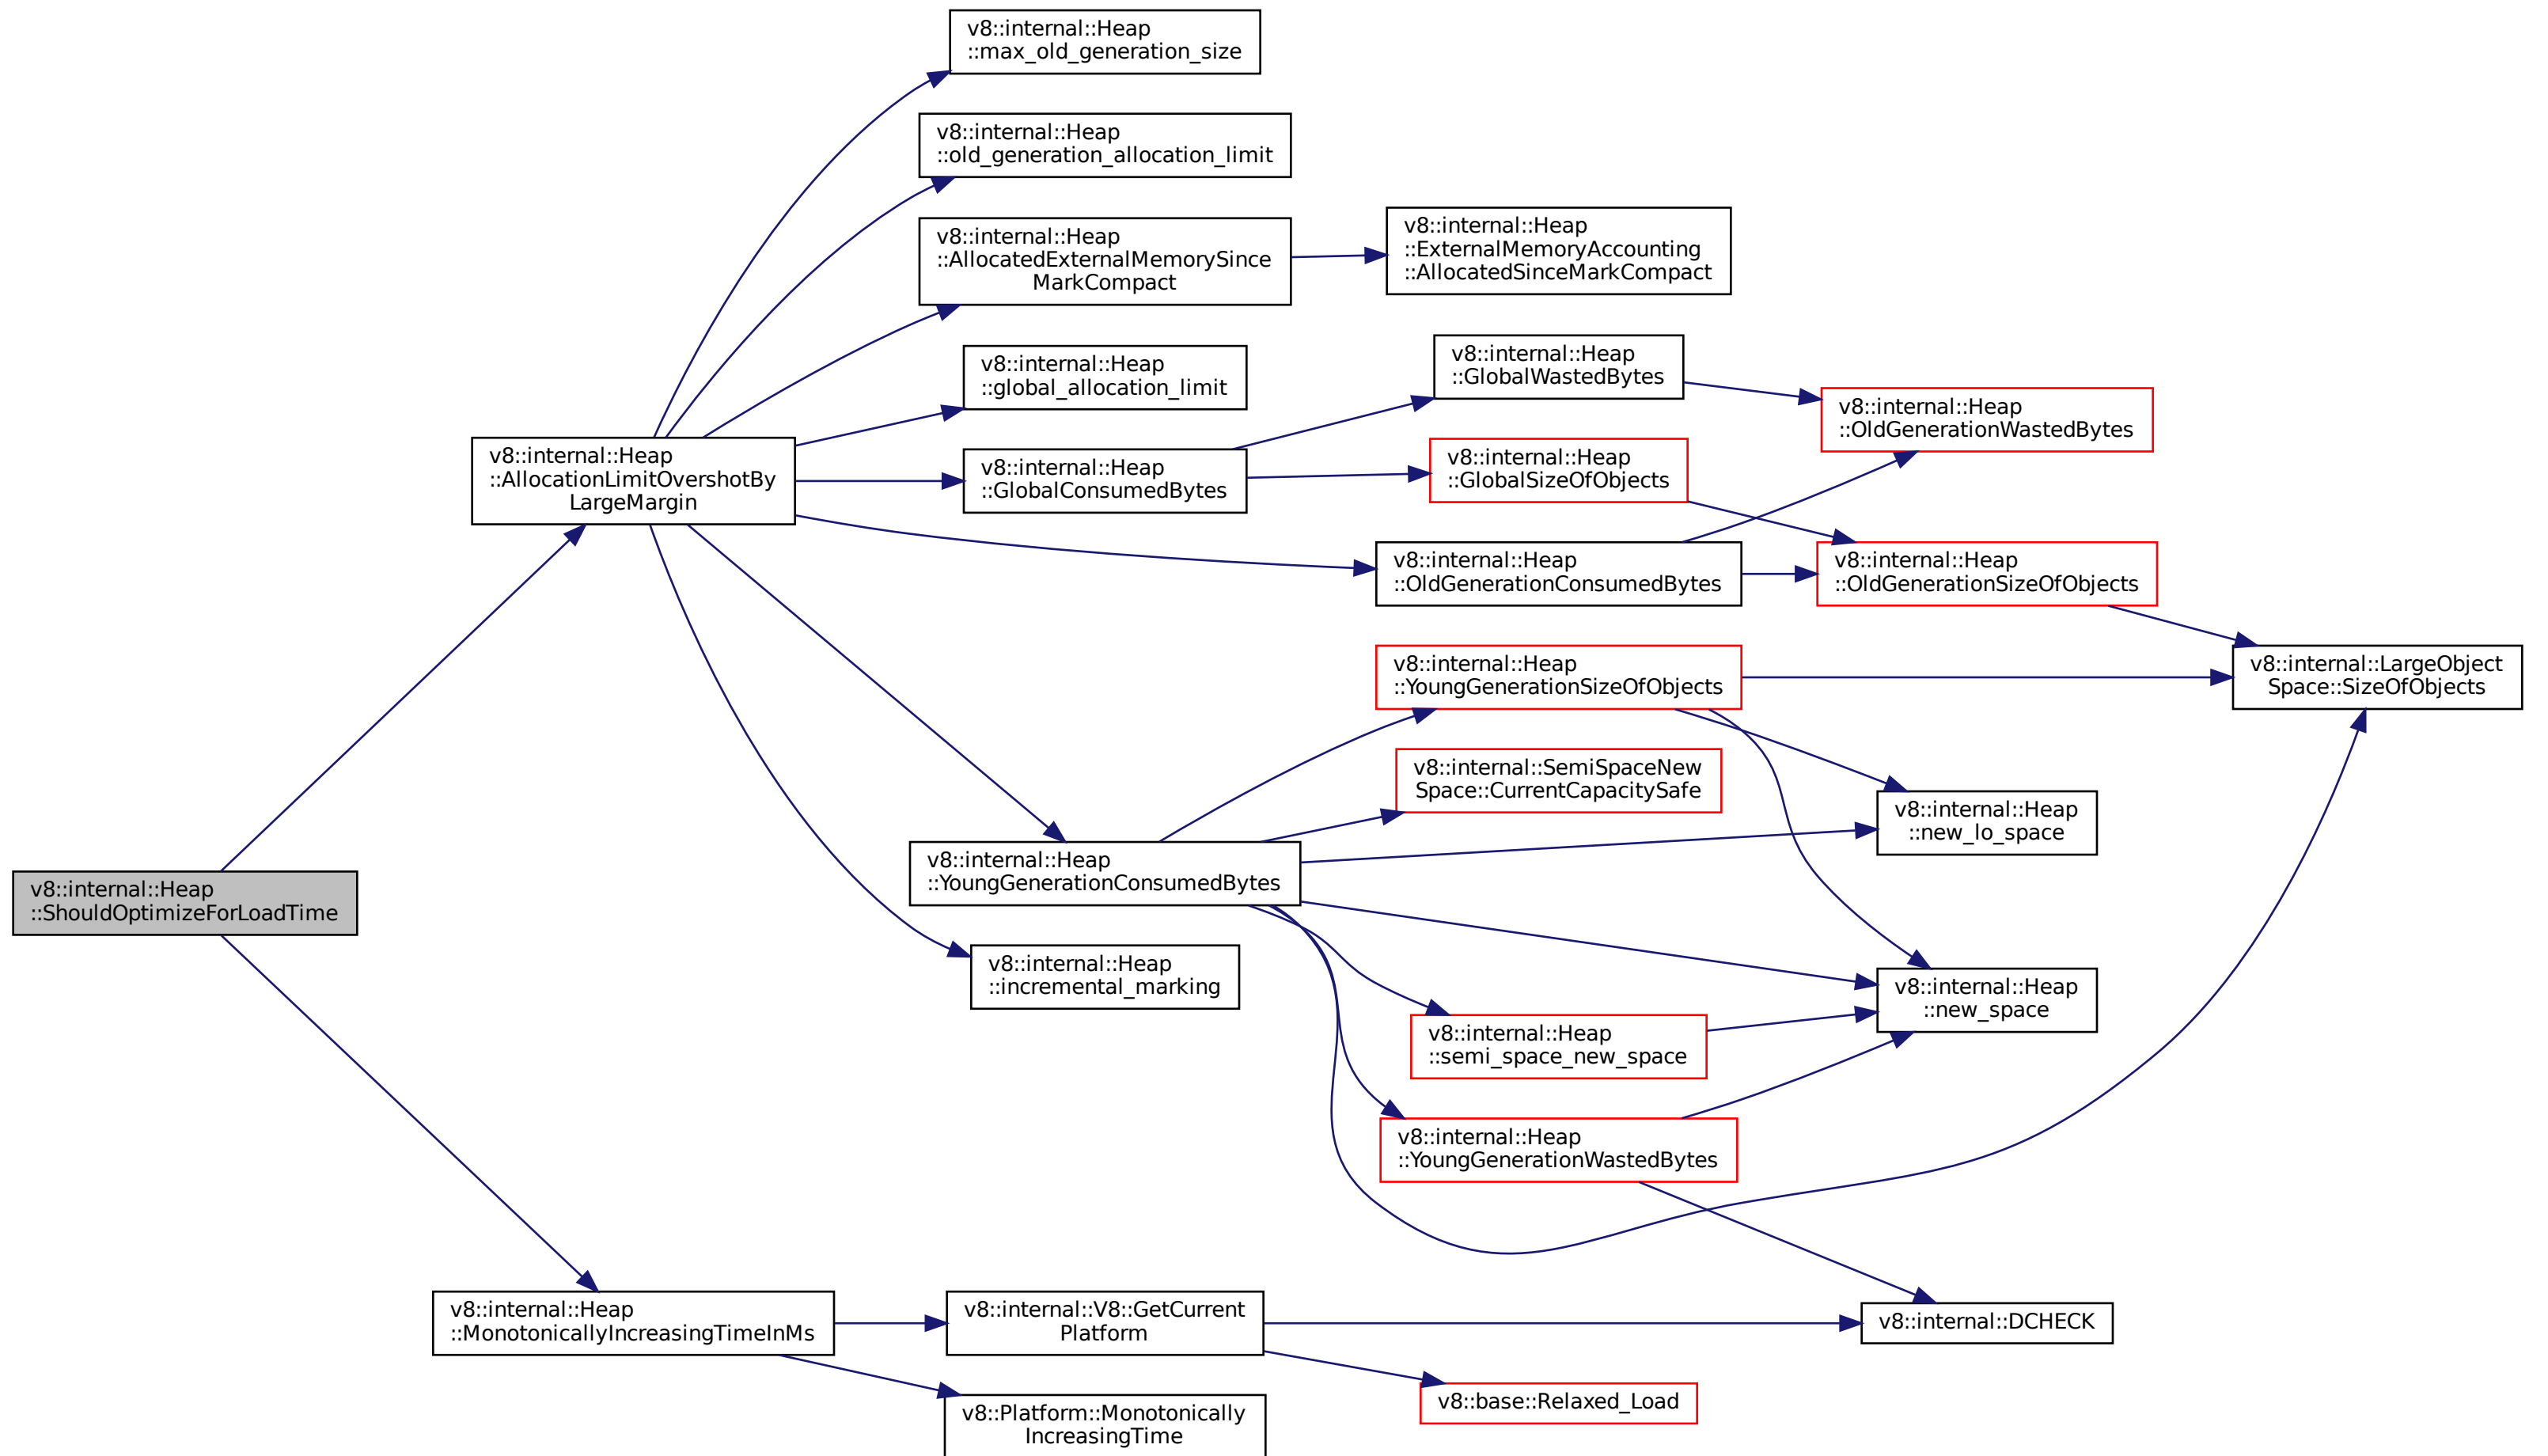 v8::internal::Heap
::max_old_generation_size
v8::internal::Heap
::old_generation_allocation_limit
v8::internal::Heap
::AllocatedExternalMemorySince
MarkCompact
v8::internal::Heap
::ExternalMemoryAccounting
::AllocatedSinceMarkCompact
v8::internal::Heap
::global_allocation_limit
v8::internal::Heap
::GlobalWastedBytes
v8::internal::Heap
::OldGenerationWastedBytes
v8::internal::Heap
::AllocationLimitOvershotBy
LargeMargin
v8::internal::Heap
::GlobalConsumedBytes
v8::internal::Heap
::GlobalSizeOfObjects
v8::internal::Heap
::OldGenerationConsumedBytes
v8::internal::Heap
::OldGenerationSizeOfObjects
v8::internal::Heap
::YoungGenerationSizeOfObjects
v8::internal::LargeObject
Space::SizeOfObjects
v8::internal::SemiSpaceNew
Space::CurrentCapacitySafe
v8::internal::Heap
::new_lo_space
v8::internal::Heap
::YoungGenerationConsumedBytes
v8::internal::Heap
::ShouldOptimizeForLoadTime
v8::internal::Heap
::incremental_marking
v8::internal::Heap
::new_space
v8::internal::Heap
::semi_space_new_space
v8::internal::Heap
::YoungGenerationWastedBytes
v8::internal::Heap
::MonotonicallyIncreasingTimeInMs
v8::internal::V8::GetCurrent
Platform
v8::internal::DCHECK
v8::base::Relaxed_Load
v8::Platform::Monotonically
IncreasingTime